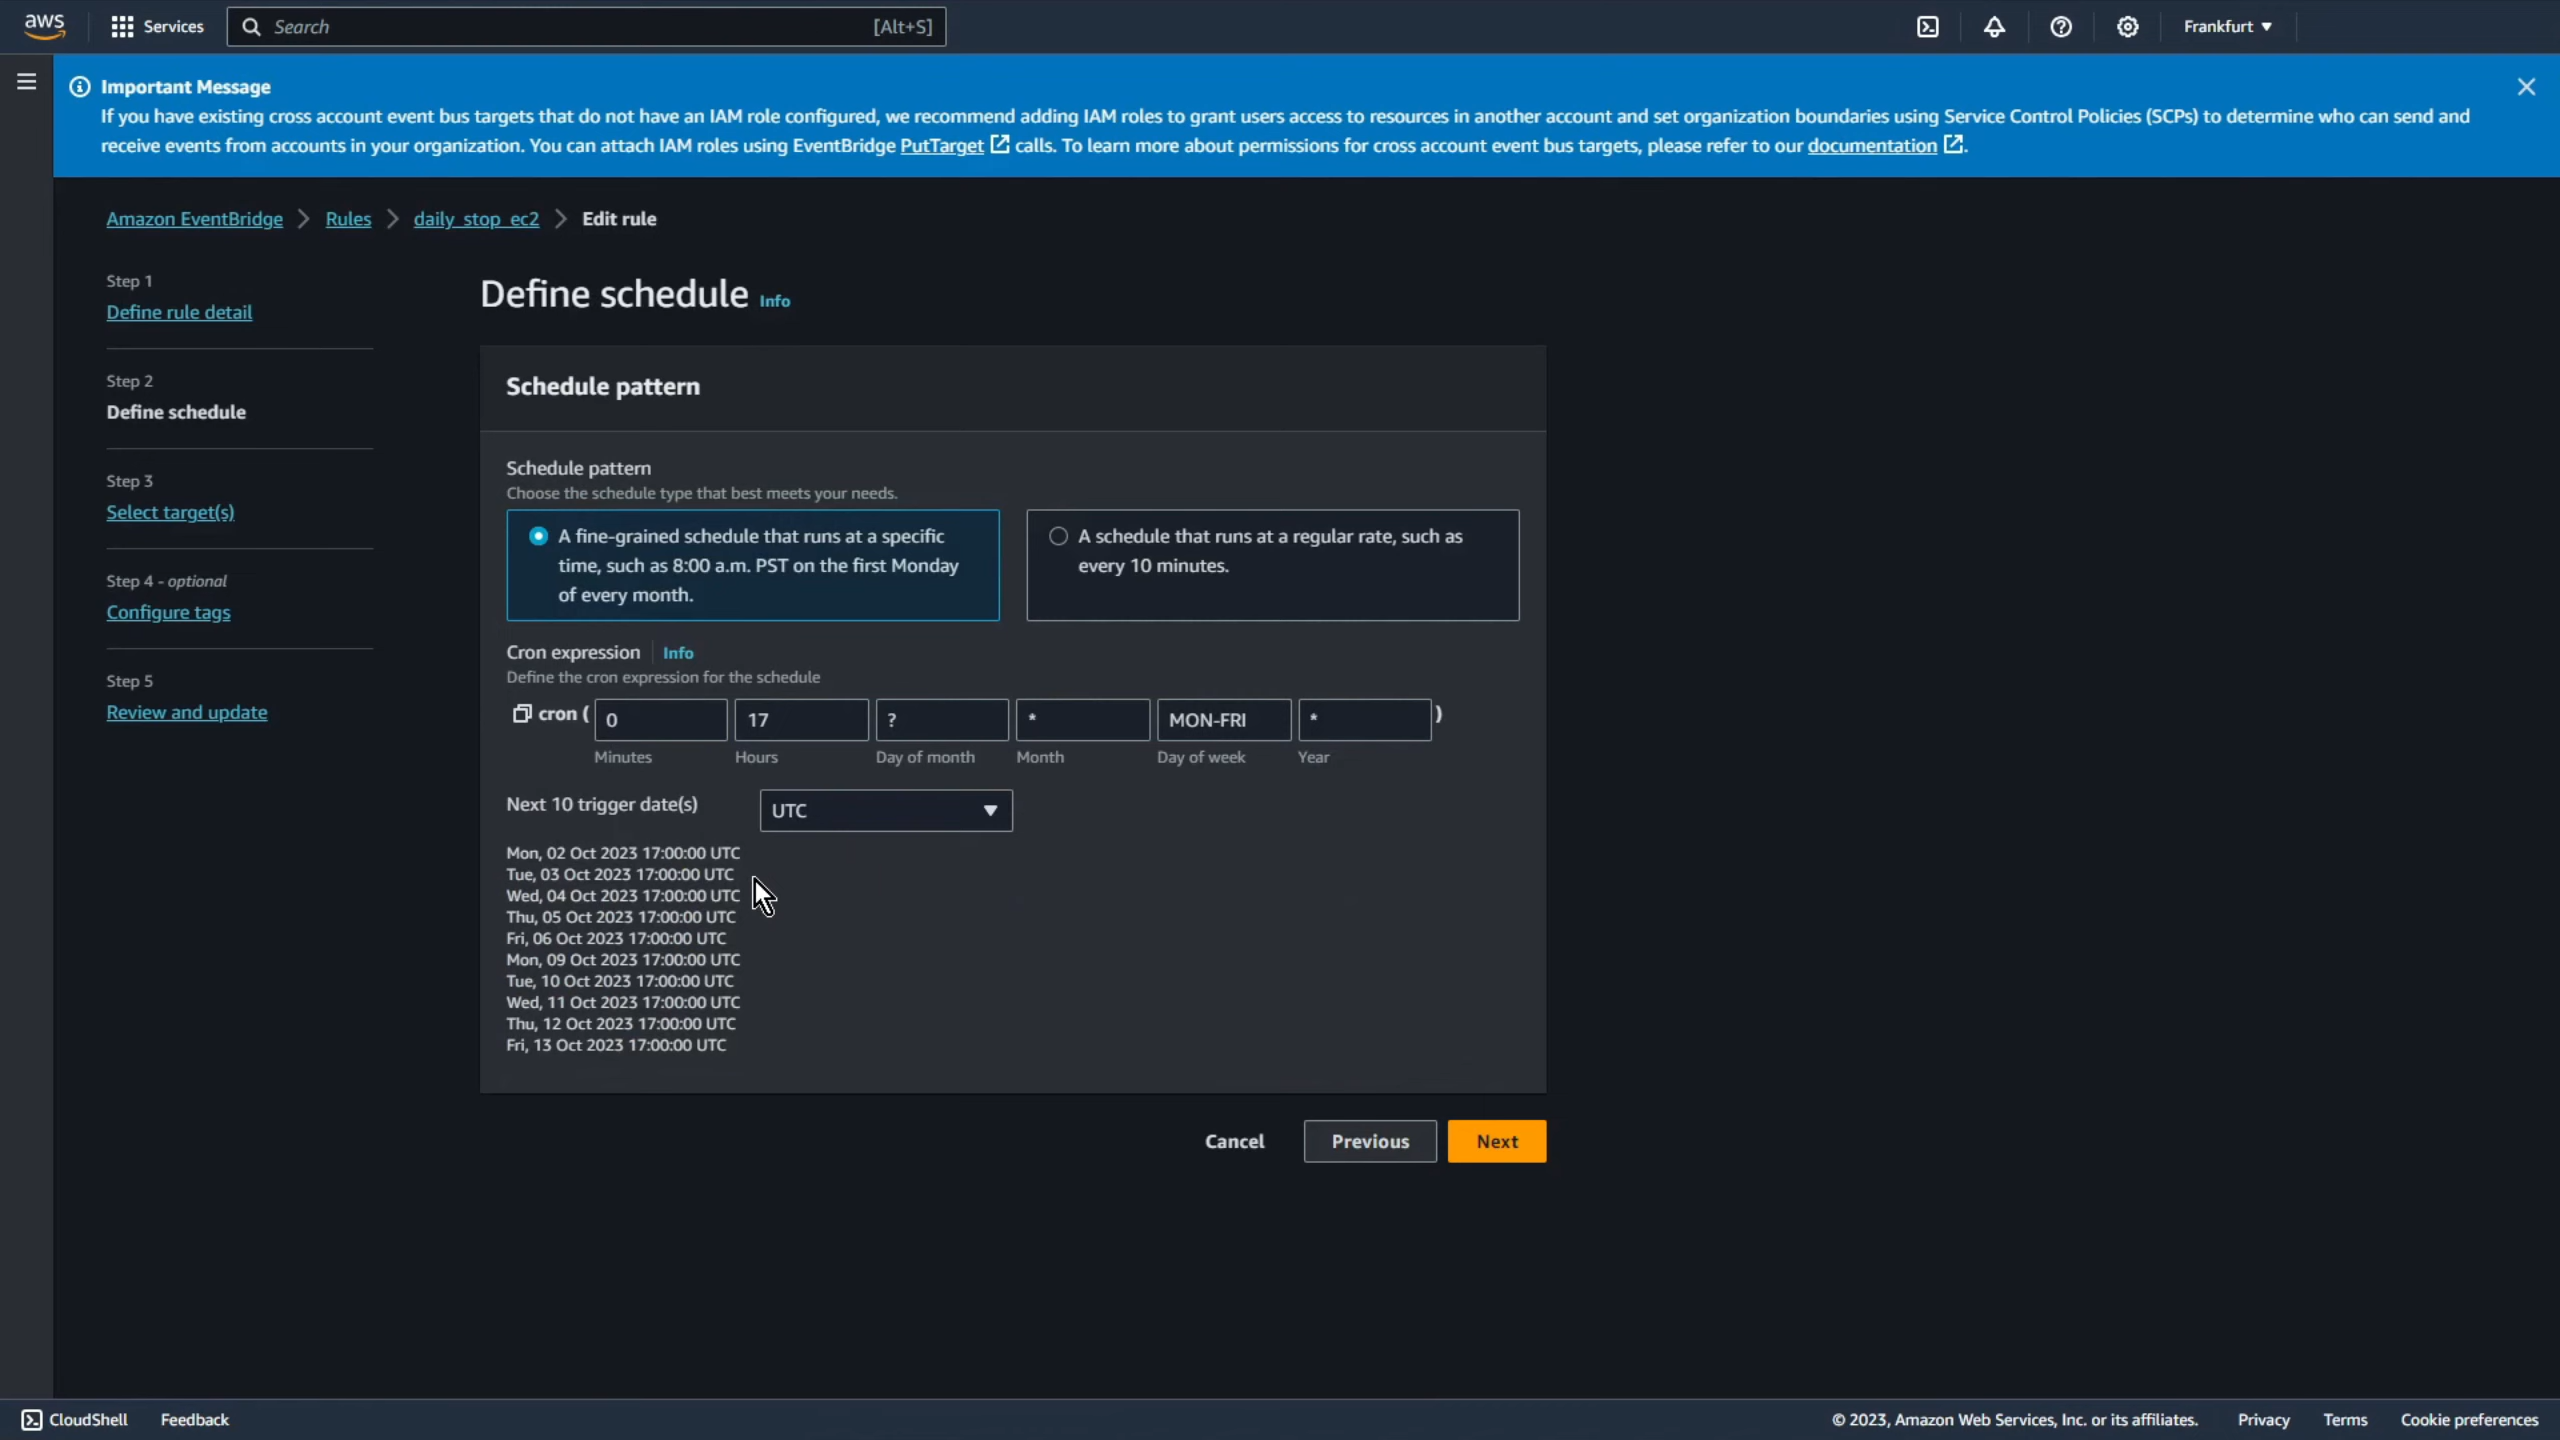 aws
Services
Search
[Alt+S]
Frankfurt
Important Message
If you have existing cross account event bus targets that do not have an IAM role configured, we recommend adding IAM roles to grant users access to resources in another account and set organization boundaries using Service Control Policies (SCPs) to determine who can send and
receive events from accounts in your organization. You can attach IAM roles using EventBridge PutTarget calls. To learn more about permissions for cross account event bus targets, please refer to our documentation.
Amazon EventBridge
Rules
daily_stop_ec2
Edit rule
Step 1
Define rule detail
Step 2
Define schedule
Step 3
Select target(s)
Step 4 - optional
Configure tags
Step 5
Review and update
Define schedule Info
Schedule pattern
Schedule pattern
Choose the schedule type that best meets your needs.
A fine-grained schedule that runs at a specific
time, such as 8:00 a.m. PST on the first Monday
of every month.
A schedule that runs at a regular rate, such as
every 10 minutes.
Cron expression Info
Define the cron expression for the schedule
cron ( 0 17 ? * MON-FRI * )
Minutes Hours Day of month Month Day of week Year
Next 10 trigger date(s)
UTC
Mon, 02 Oct 2023 17:00:00 UTC
Tue, 03 Oct 2023 17:00:00 UTC
Wed, 04 Oct 2023 17:00:00 UTC
Thu, 05 Oct 2023 17:00:00 UTC
Fri, 06 Oct 2023 17:00:00 UTC
Mon, 09 Oct 2023 17:00:00 UTC
Tue, 10 Oct 2023 17:00:00 UTC
Wed, 11 Oct 2023 17:00:00 UTC
Thu, 12 Oct 2023 17:00:00 UTC
Fri, 13 Oct 2023 17:00:00 UTC
Cancel
Previous
Next
CloudShell
Feedback
© 2023, Amazon Web Services, Inc. or its affiliates.
Privacy
Terms
Cookie preferences